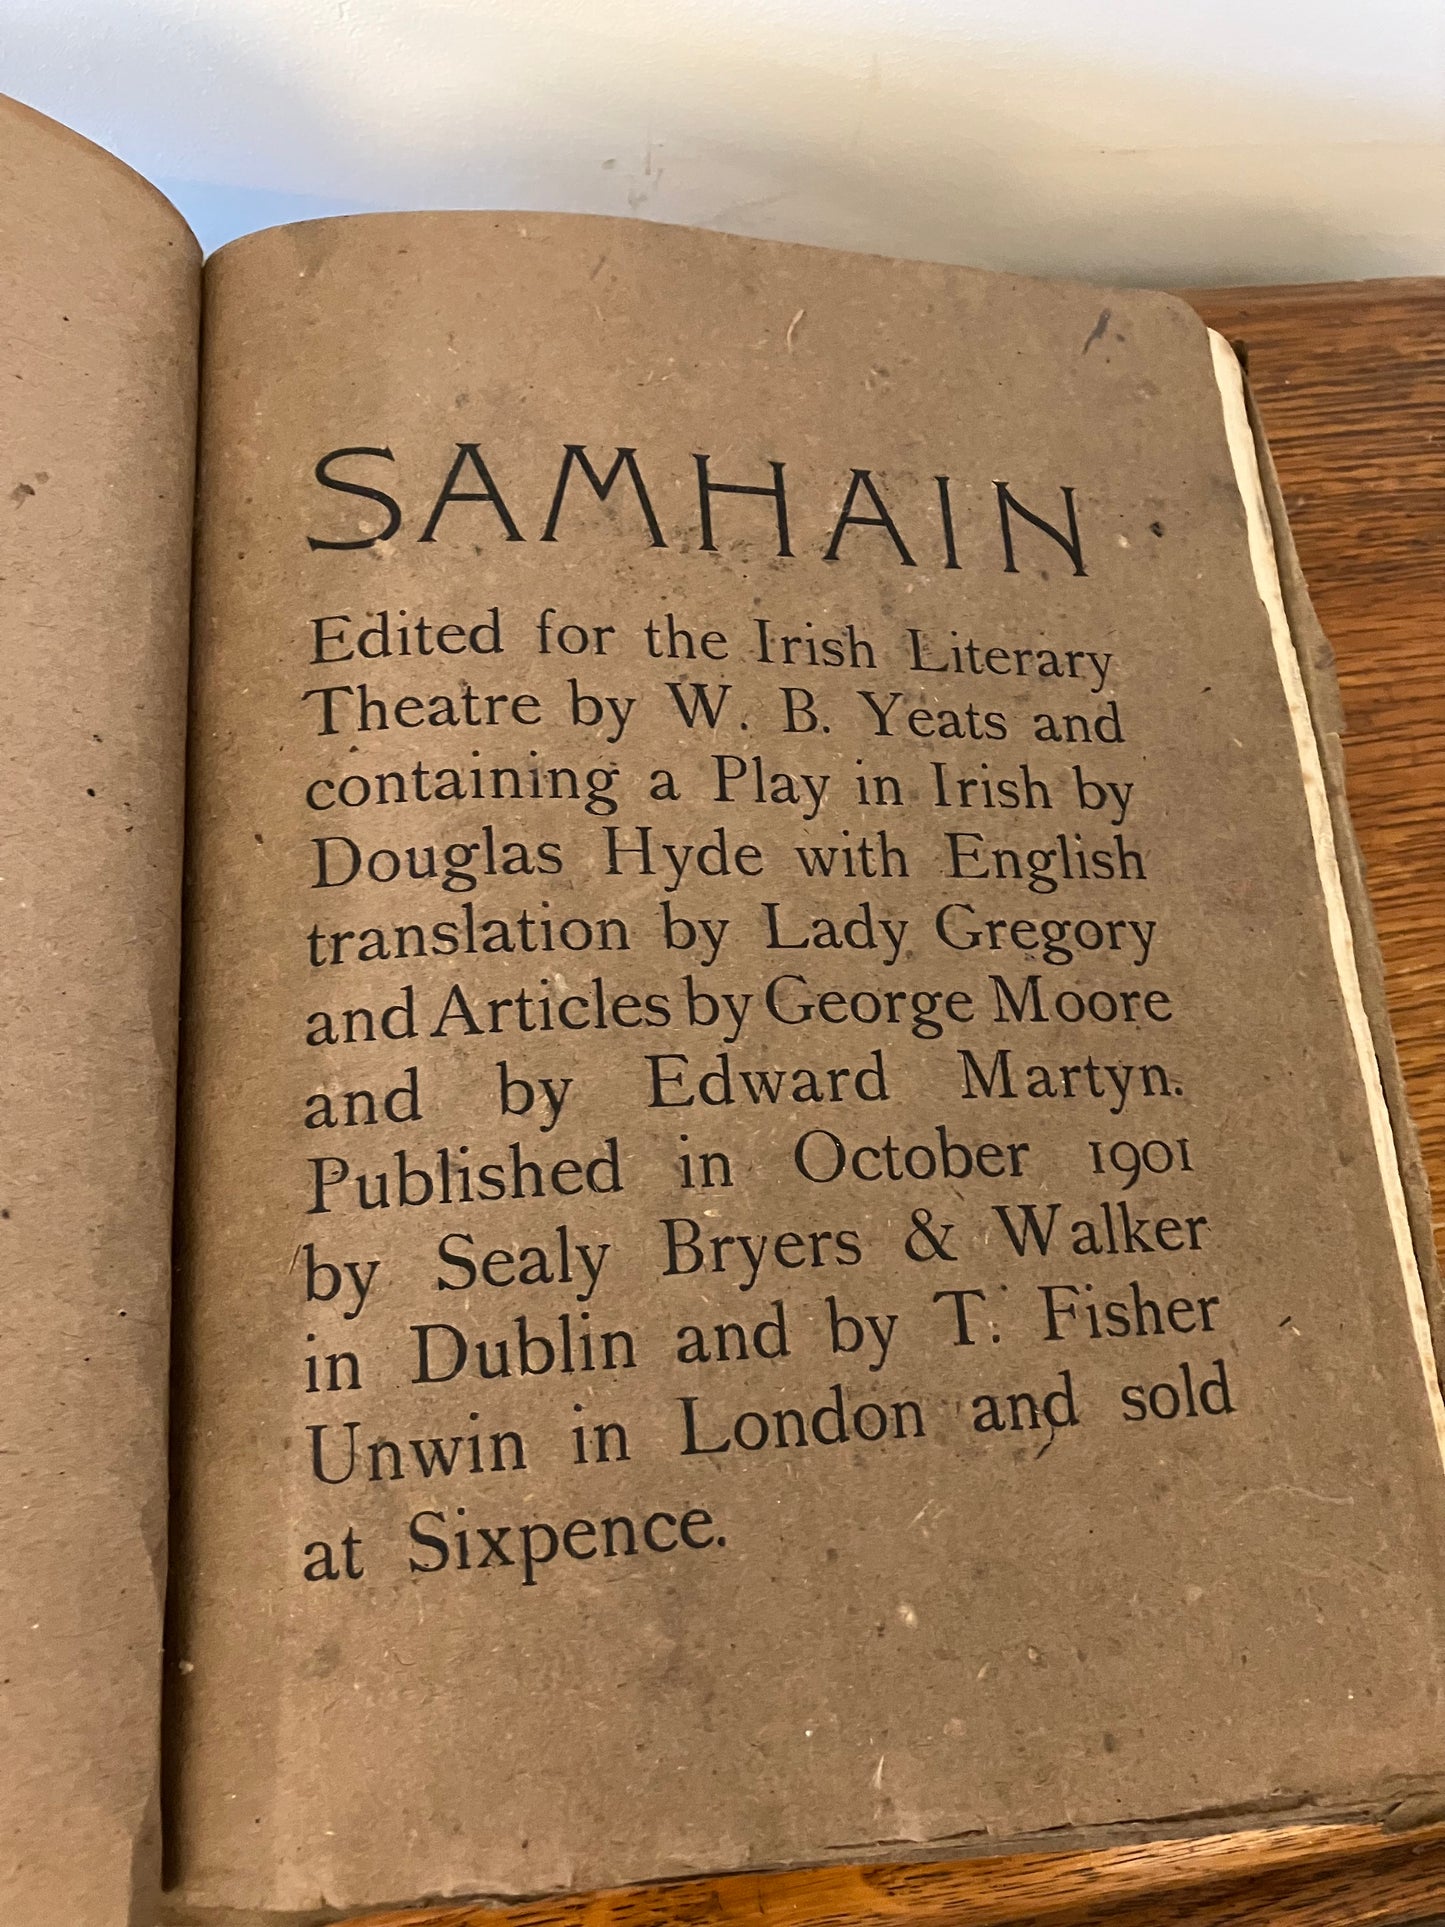 SAMHAIN
Edited for the Irish Literary
Theatre by W. B. Yeats and
containing a Play in Irish by
Douglas Hyde with English
translation by Lady Gregory
and Articles by George Moore
and by Edward Martyn.
Published in October 1901
by Sealy Bryers & Walker
in Dublin and by T. Fisher
Unwin in London and sold
at Sixpence.